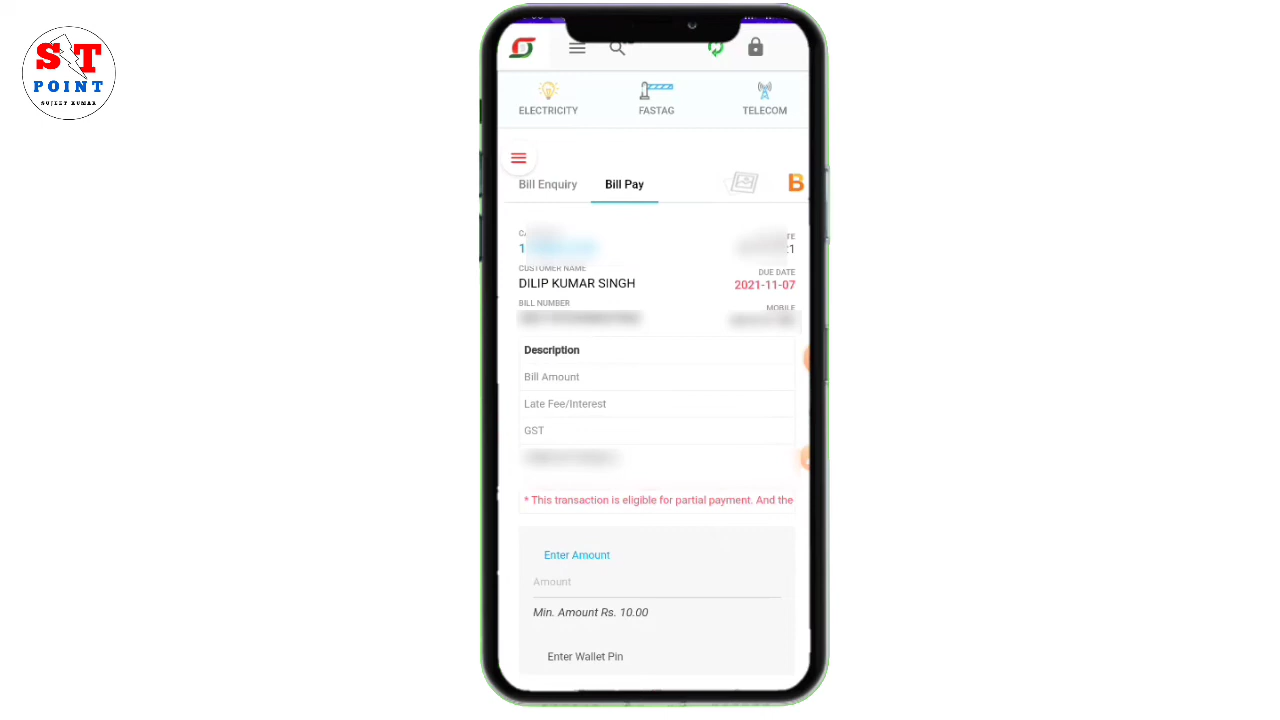 ST
POINT
SUJEET KUMAR
ELECTRICITY
FASTAG
TELECOM
Bill Enquiry
Bill Pay
B
CUSTOMER NAME
DILIP KUMAR SINGH
DUE DATE
2021-11-07
BILL NUMBER
MOBILE
Description
Bill Amount
Late Fee/Interest
GST
* This transaction is eligible for partial payment. And the
Enter Amount
Amount
Min. Amount Rs. 10.00
Enter Wallet Pin